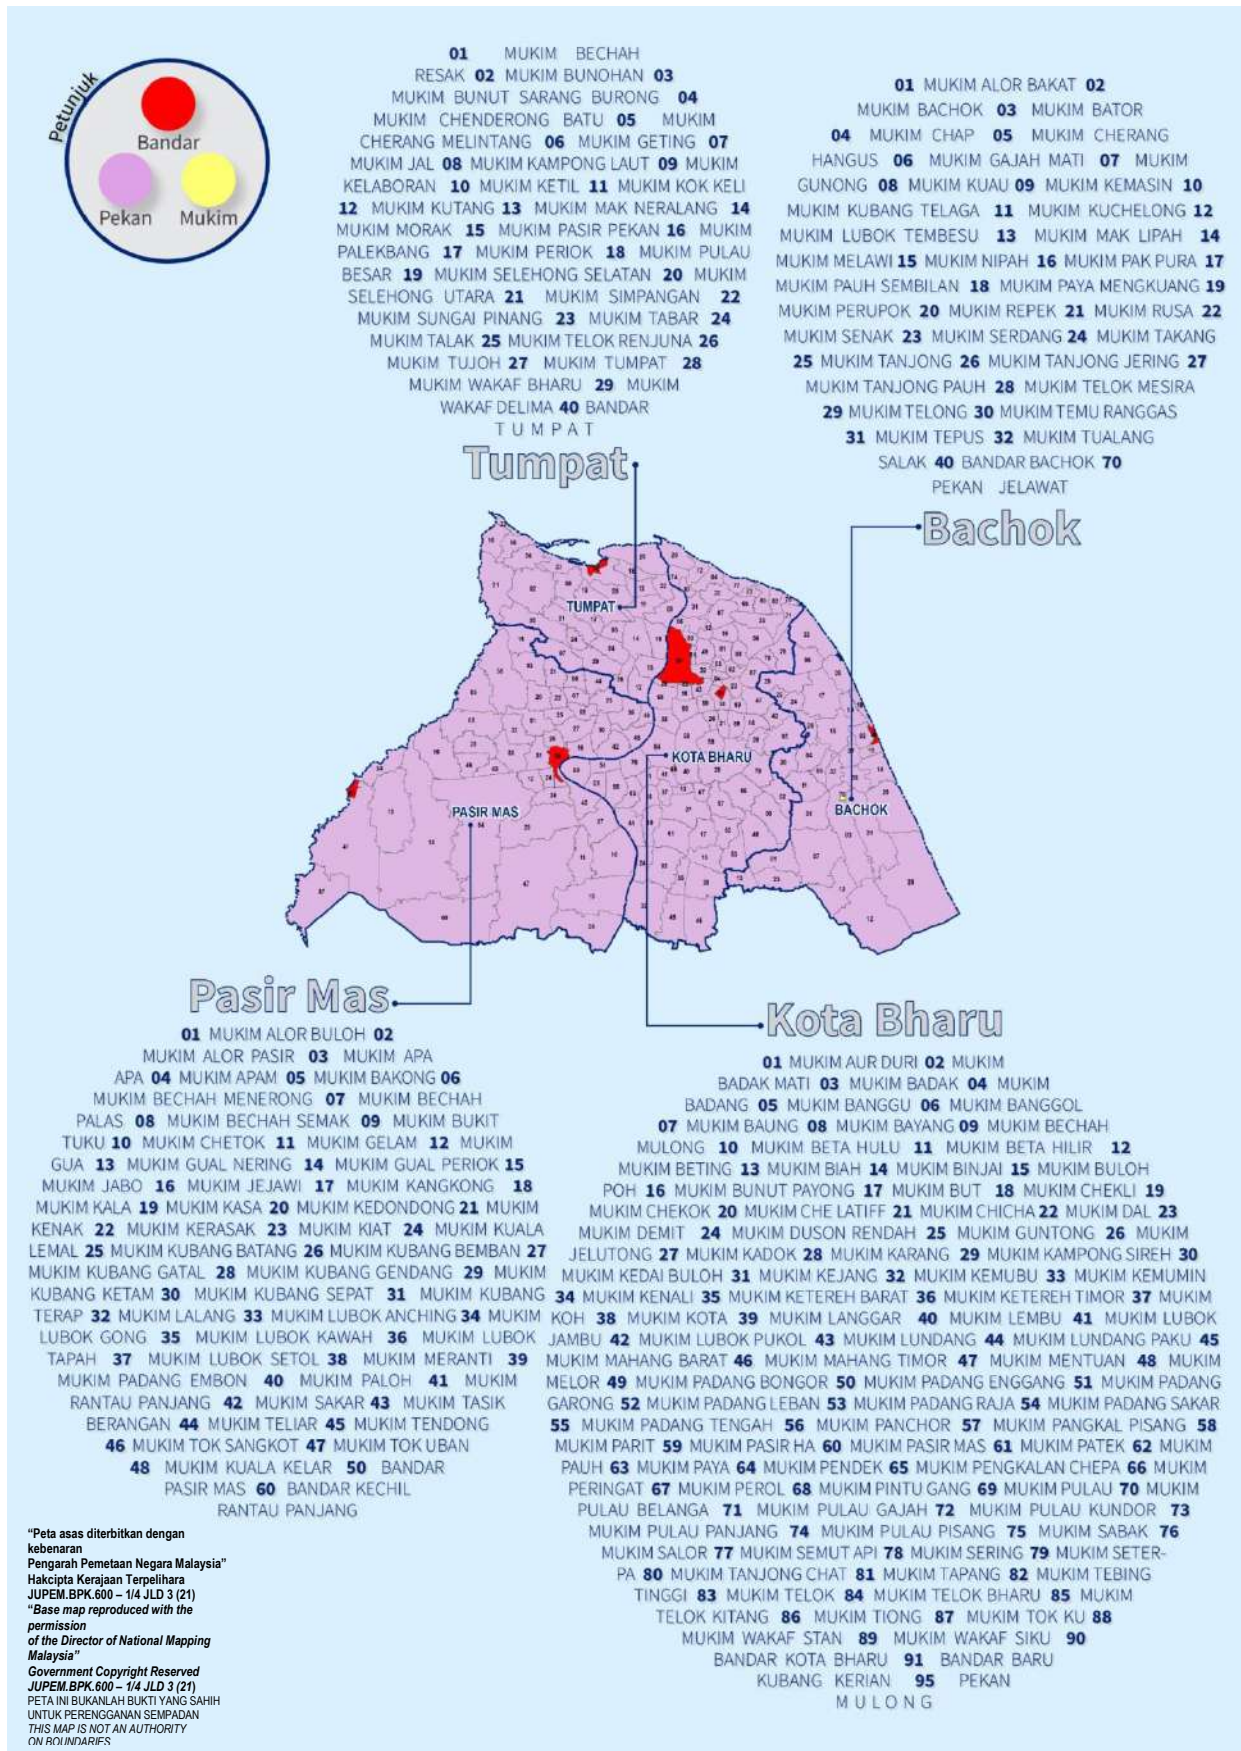 Petunjuk
Bandar
Pekan Mukim
01 MUKIM BECHAH
RESAK 02 MUKIM BUNOHAN 03
MUKIM BUNUT SARANG BURONG 04
MUKIM CHENDERONG BATU 05 MUKIM
CHERANG MELINTANG 06 MUKIM GETING 07
MUKIM JAL 08 MUKIM KAMPONG LAUT 09 MUKIM
KELABORAN 10 MUKIM KETIL 11 MUKIM KOK KELI
12 MUKIM KUTANG 13 MUKIM MAK NERALANG 14
MUKIM MORAK 15 MUKIM PASIR PEKAN 16 MUKIM
PALEKBANG 17 MUKIM PERIOK 18 MUKIM PULAU
BESAR 19 MUKIM SELEHONG SELATAN 20 MUKIM
SELEHONG UTARA 21 MUKIM SIMPANGAN 22
MUKIM SUNGAI PINANG 23 MUKIM TABAR 24
MUKIM TALAK 25 MUKIM TELOK RENJUNA 26
MUKIM TUJOH 27 MUKIM TUMPAT 28
MUKIM WAKAF BHARU 29 MUKIM
WAKAF DELIMA 40 BANDAR
TUMPAT
Tumpat
01 MUKIM ALOR BAKAT 02
MUKIM BACHOK 03 MUKIM BATOR
04 MUKIM CHAP 05 MUKIM CHERANG
HANGUS 06 MUKIM GAJAH MATI 07 MUKIM
GUNONG 08 MUKIM KUAU 09 MUKIM KEMASIN 10
MUKIM KUBANG TELAGA 11 MUKIM KUCHELONG 12
MUKIM LUBOK TEMBESU 13 MUKIM MAK LIPAH 14
MUKIM MELAWI 15 MUKIM NIPAH 16 MUKIM PAK PURA 17
MUKIM PAUH SEMBILAN 18 MUKIM PAYA MENGKUANG 19
MUKIM PERUPOK 20 MUKIM REPEK 21 MUKIM RUSA 22
MUKIM SENAK 23 MUKIM SERDANG 24 MUKIM TAKANG
25 MUKIM TANJONG 26 MUKIM TANJONG JERING 27
MUKIM TANJONG PAUH 28 MUKIM TELOK MESIRA
29 MUKIM TELONG 30 MUKIM TEMU RANGGAS
31 MUKIM TEPUS 32 MUKIM TUALANG
SALAK 40 BANDAR BACHOK 70
PEKAN JELAWAT
Bachok
TUMPAT
KOTA BHARU
PASIR MAS
BACHOK
Pasir Mas
01 MUKIM ALOR BULOH 02
MUKIM ALOR PASIR 03 MUKIM APA
APA 04 MUKIM APAM 05 MUKIM BAKONG 06
MUKIM BECHAH MENERONG 07 MUKIM BECHAH
PALAS 08 MUKIM BECHAH SEMAK 09 MUKIM BUKIT
TUKU 10 MUKIM CHETOK 11 MUKIM GELAM 12 MUKIM
GUA 13 MUKIM GUAL NERING 14 MUKIM GUAL PERIOK 15
MUKIM JABO 16 MUKIM JEJAWI 17 MUKIM KANGKONG 18
MUKIM KALA 19 MUKIM KASA 20 MUKIM KEDONDONG 21 MUKIM
KENAK 22 MUKIM KERASAK 23 MUKIM KIAT 24 MUKIM KUALA
LEMAL 25 MUKIM KUBANG BATANG 26 MUKIM KUBANG BEMBAN 27
MUKIM KUBANG GATAL 28 MUKIM KUBANG GENDANG 29 MUKIM
KUBANG KETAM 30 MUKIM KUBANG SEPAT 31 MUKIM KUBANG
TERAP 32 MUKIM LALANG 33 MUKIM LUBOK ANCHING 34 MUKIM
LUBOK GONG 35 MUKIM LUBOK KAWAH 36 MUKIM LUBOK
TAPAH 37 MUKIM LUBOK SETOL 38 MUKIM MERANTI 39
MUKIM PADANG EMBON 40 MUKIM PALOH 41 MUKIM
RANTAU PANJANG 42 MUKIM SAKAR 43 MUKIM TASIK
BERANGAN 44 MUKIM TELIAR 45 MUKIM TENDONG
46 MUKIM TOK SANGKOT 47 MUKIM TOK UBAN
48 MUKIM KUALA KELAR 50 BANDAR
PASIR MAS 60 BANDAR KECHIL
RANTAU PANJANG
Kota Bharu
01 MUKIM AUR DURI 02 MUKIM
BADAK MATI 03 MUKIM BADAK 04 MUKIM
BADANG 05 MUKIM BANGGU 06 MUKIM BANGGOL
07 MUKIM BAUNG 08 MUKIM BAYANG 09 MUKIM BECHAH
MULONG 10 MUKIM BETA HULU 11 MUKIM BETA HILIR 12
MUKIM BETING 13 MUKIM BIAH 14 MUKIM BINJAI 15 MUKIM BULOH
POH 16 MUKIM BUNUT PAYONG 17 MUKIM BUT 18 MUKIM CHEKLI 19
MUKIM CHEKOK 20 MUKIM CHE LATIFF 21 MUKIM CHICHA 22 MUKIM DAL 23
MUKIM DEMIT 24 MUKIM DUSON RENDAH 25 MUKIM GUNTONG 26 MUKIM
JELUTONG 27 MUKIM KADOK 28 MUKIM KARANG 29 MUKIM KAMPONG SIREH 30
MUKIM KEDAI BULOH 31 MUKIM KEJANG 32 MUKIM KEMUBU 33 MUKIM KEMUMIN
34 MUKIM KENALI 35 MUKIM KETEREH BARAT 36 MUKIM KETEREH TIMOR 37 MUKIM
KOH 38 MUKIM KOTA 39 MUKIM LANGGAR 40 MUKIM LEMBU 41 MUKIM LUBOK
JAMBU 42 MUKIM LUBOK PUKOL 43 MUKIM LUNDANG 44 MUKIM LUNDANG PAKU 45
MUKIM MAHANG BARAT 46 MUKIM MAHANG TIMOR 47 MUKIM MENTUAN 48 MUKIM
MELOR 49 MUKIM PADANG BONGOR 50 MUKIM PADANG ENGGANG 51 MUKIM PADANG
GARONG 52 MUKIM PADANG LEBAN 53 MUKIM PADANG RAJA 54 MUKIM PADANG SAKAR
55 MUKIM PADANG TENGAH 56 MUKIM PANCHOR 57 MUKIM PANGKAL PISANG 58
MUKIM PARIT 59 MUKIM PASIR HA 60 MUKIM PASIR MAS 61 MUKIM PATEK 62 MUKIM
PAUH 63 MUKIM PAYA 64 MUKIM PENDEK 65 MUKIM PENGKALAN CHEPA 66 MUKIM
PERINGAT 67 MUKIM PEROL 68 MUKIM PINTU GANG 69 MUKIM PULAU 70 MUKIM
PULAU BELANGA 71 MUKIM PULAU GAJAH 72 MUKIM PULAU KUNDOR 73
MUKIM PULAU PANJANG 74 MUKIM PULAU PISANG 75 MUKIM SABAK 76
MUKIM SALOR 77 MUKIM SEMUT API 78 MUKIM SERING 79 MUKIM SETER-
PA 80 MUKIM TANJONG CHAT 81 MUKIM TAPANG 82 MUKIM TEBING
TINGGI 83 MUKIM TELOK 84 MUKIM TELOK BHARU 85 MUKIM
TELOK KITANG 86 MUKIM TIONG 87 MUKIM TOK KU 88
MUKIM WAKAF STAN 89 MUKIM WAKAF SIKU 90
BANDAR KOTA BHARU 91 BANDAR BARU
KUBANG KERIAN 95 PEKAN
MULONG
“Peta asas diterbitkan dengan
kebenaran
Pengarah Pemetaan Negara Malaysia”
Hakcipta Kerajaan Terpelihara
JUPEM.BPK.600 – 1/4 JLD 3 (21)
“Base map reproduced with the
permission
of the Director of National Mapping
Malaysia”
Government Copyright Reserved
JUPEM.BPK.600 – 1/4 JLD 3 (21)
PETA INI BUKANLAH BUKTI YANG SAHIH
UNTUK PERENGGANAN SEMPADAN
THIS MAP IS NOT AN AUTHORITY
ON BOUNDARIES